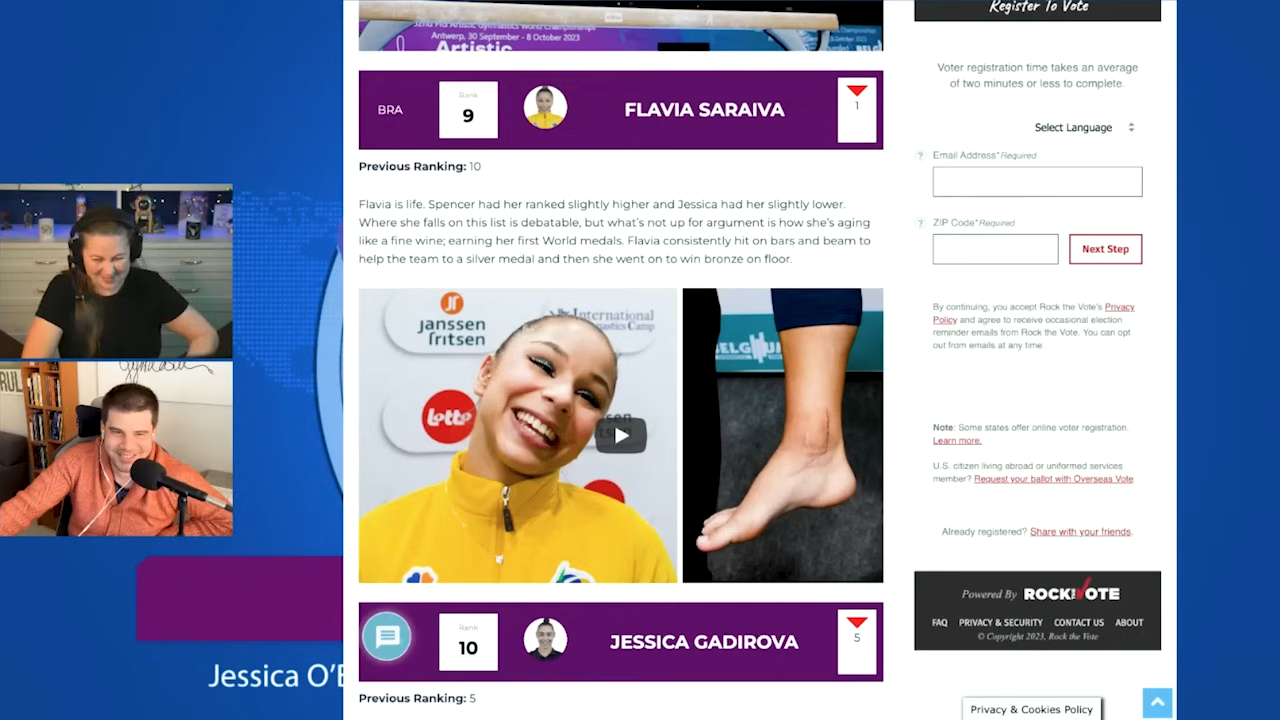 52nd FIG Artistic Gymnastics World Championships
Antwerp, 30 September - 8 October 2023
Artistic
BRA
Rank
9
FLAVIA SARAIVA
1
Previous Ranking: 10
Flavia is life. Spencer had her ranked slightly higher and Jessica had her slightly lower.
Where she falls on this list is debatable, but what's not up for argument is how she's aging
like a fine wine; earning her first World medals. Flavia consistently hit on bars and beam to
help the team to a silver medal and then she went on to win bronze on floor.
Janssen
Fritsen
International
Gymnastics Camp
Lotto
BELGIUM
Rank
10
JESSICA GADIROVA
5
Previous Ranking: 5
Register To Vote
Voter registration time takes an average
of two minutes or less to complete.
Select Language
? Email Address* Required
? ZIP Code* Required
Next Step
By continuing, you accept Rock the Vote's Privacy
Policy and agree to receive occasional election
reminder emails from Rock the Vote. You can opt
out from emails at any time.
Note: Some states offer online voter registration.
Learn more.
U.S. citizen living abroad or uniformed services
member? Request your ballot with Overseas Vote
Already registered? Share with your friends.
Powered By ROCK THE VOTE
FAQ PRIVACY & SECURITY CONTACT US ABOUT
© Copyright 2023, Rock the Vote
Privacy & Cookies Policy
Jessica O'